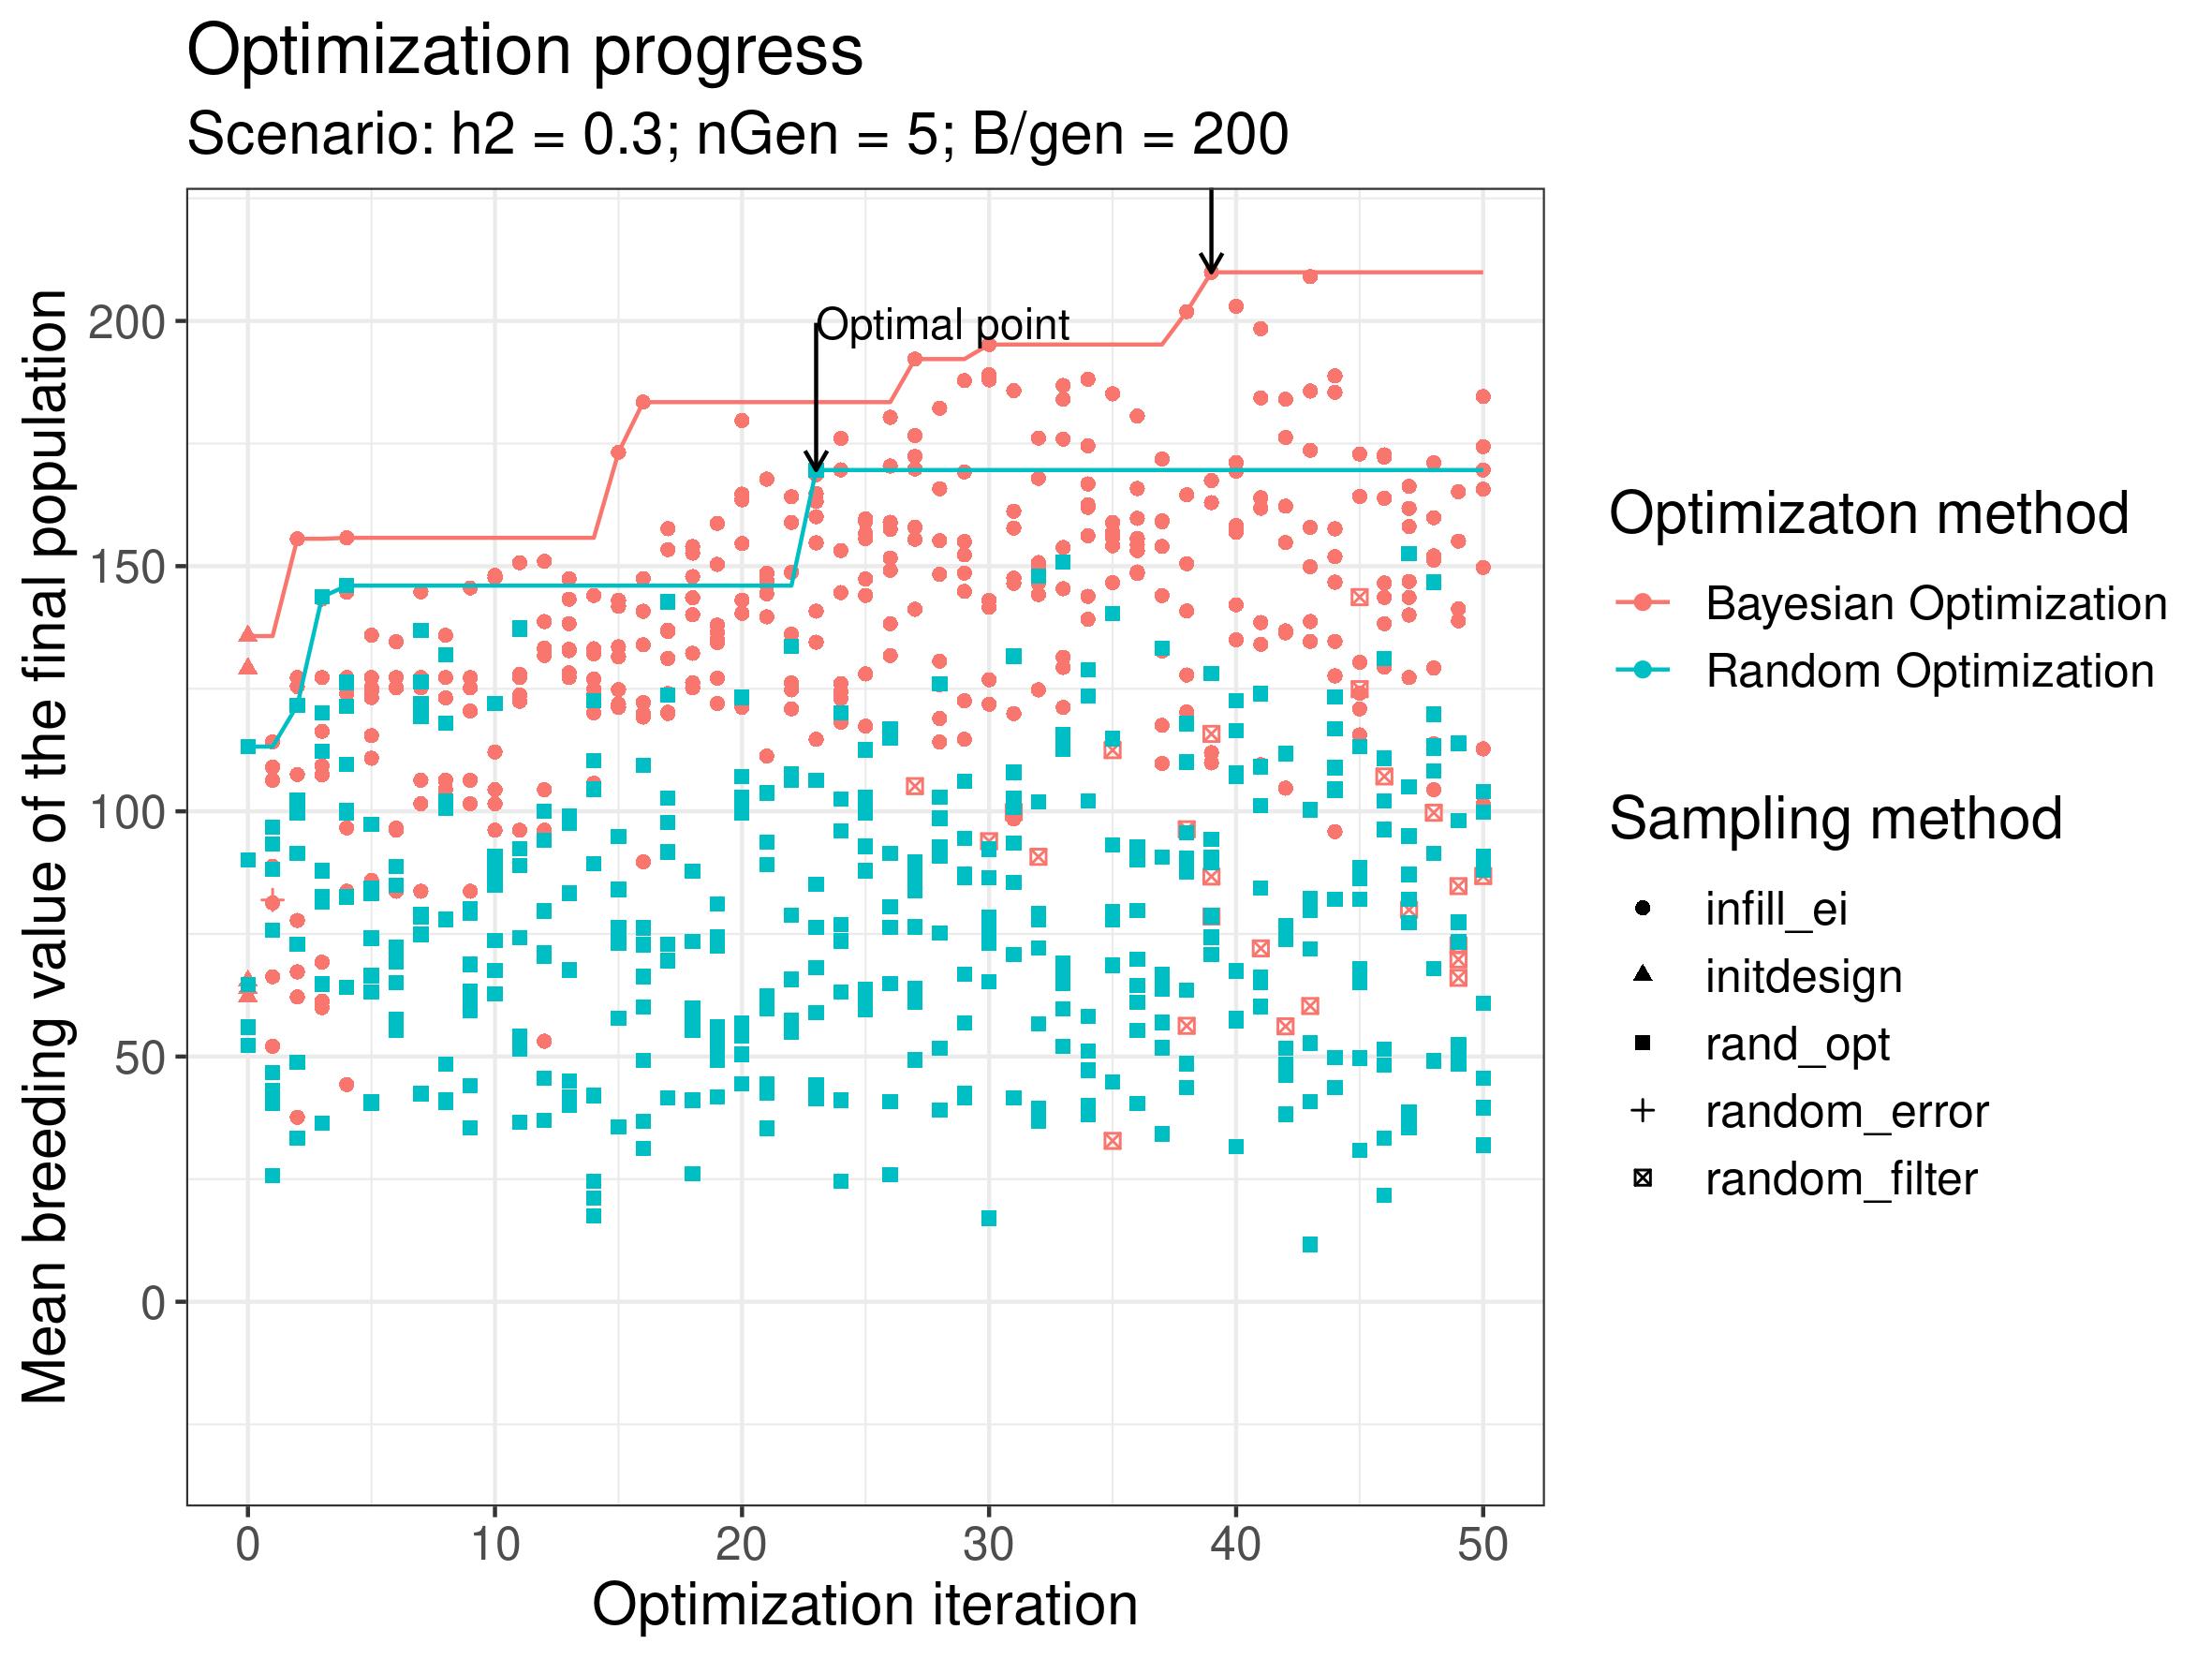 Optimization progress
Scenario: h2 = 0.3; nGen = 5; B/gen = 200
Mean breeding value of the final population
200
150
100
50
0
Optimal point
0 10 20 30 40 50
Optimization iteration
Optimizaton method
Bayesian Optimization
Random Optimization
Sampling method
infill_ei
initdesign
rand_opt
random_error
random_filter